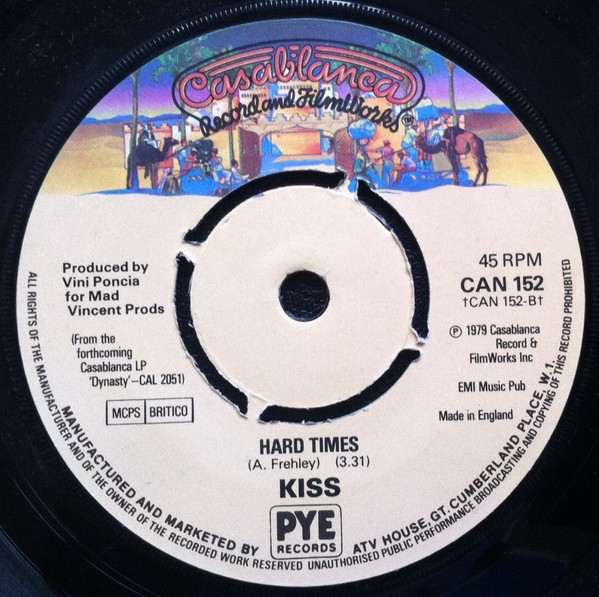 Casablanca
Record and FilmWorks™
Produced by
Vini Poncia
for Mad
Vincent Prods
(From the
forthcoming
Casablanca LP
'Dynasty'–CAL 2051)
MCPS BRITICO
45 RPM
CAN 152
†CAN 152-B†
Ⓟ 1979 Casablanca
Record &
FilmWorks Inc
EMI Music Pub
Made in England
HARD TIMES
(A. Frehley) (3.31)
KISS
PYE
RECORDS
MANUFACTURED AND MARKETED BY
ATV HOUSE, GT. CUMBERLAND PLACE, W.1.
ALL RIGHTS OF THE MANUFACTURER AND OF THE OWNER OF THE RECORDED WORK RESERVED UNAUTHORISED PUBLIC PERFORMANCE BROADCASTING AND COPYING OF THIS RECORD PROHIBITED